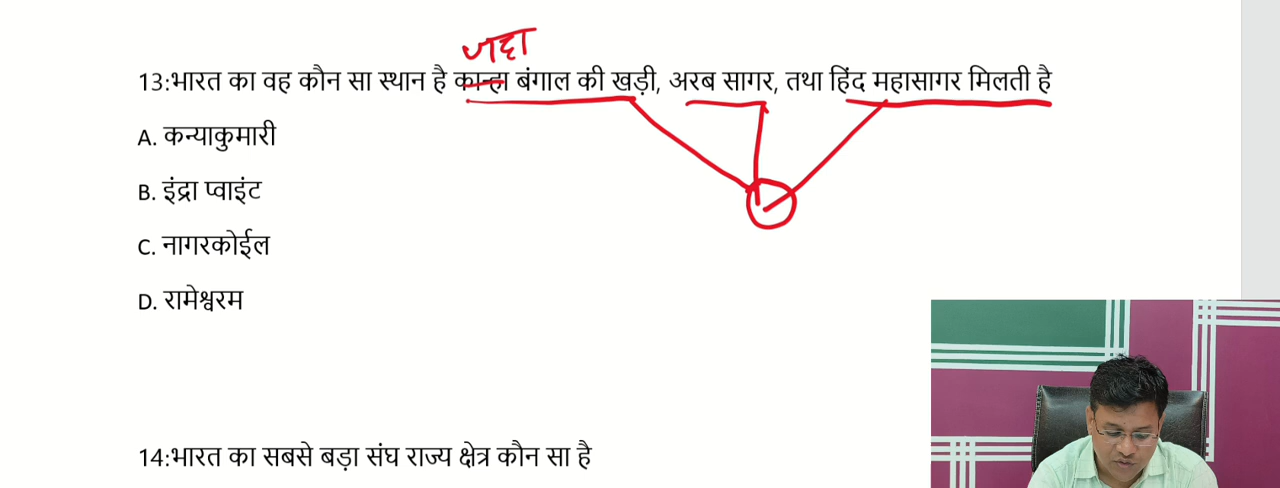 जहा
13:भारत का वह कौन सा स्थान है कान्हा बंगाल की खड़ी, अरब सागर, तथा हिंद महासागर मिलती है
A. कन्याकुमारी
B. इंद्रा प्वाइंट
C. नागरकोईल
D. रामेश्वरम
14:भारत का सबसे बड़ा संघ राज्य क्षेत्र कौन सा है